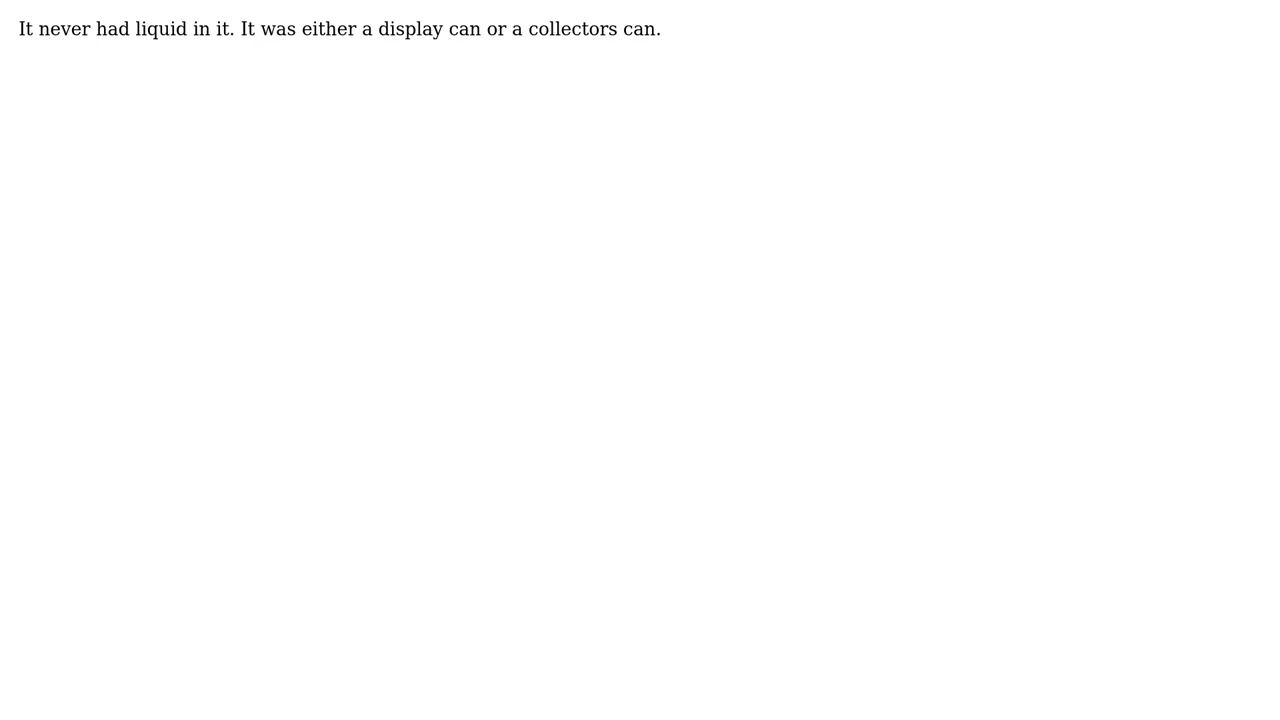 It never had liquid in it. It was either a display can or a collectors can.